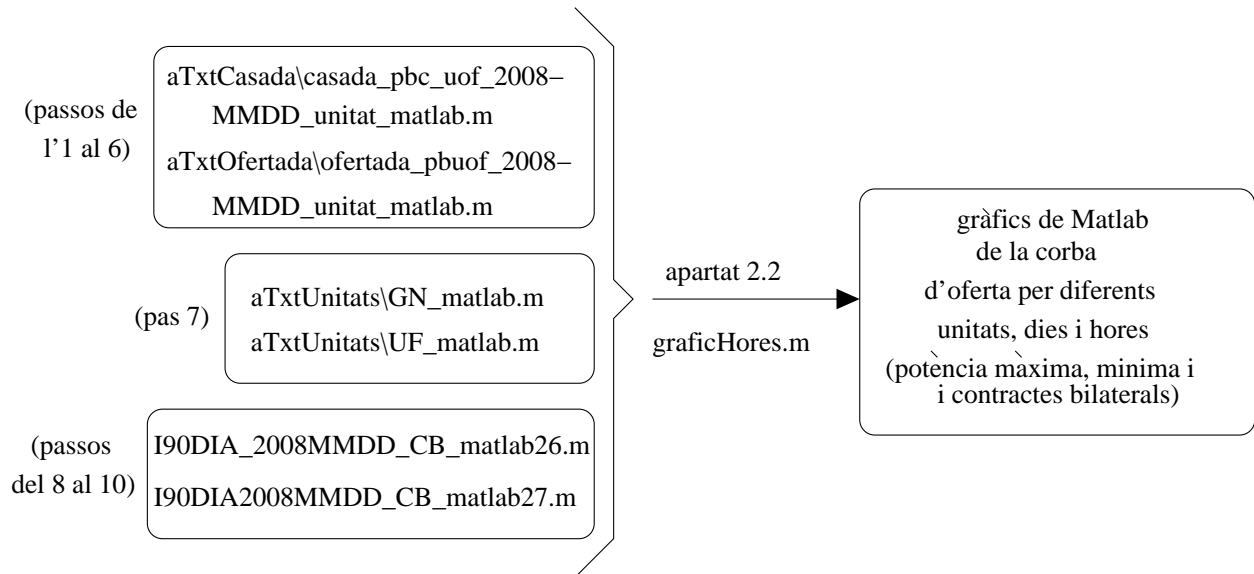 (passos de
l’1 al 6)
aTxtCasada\casada_pbc_uof_2008–
MMDD_unitat_matlab.m
aTxtOfertada\ofertada_pbuof_2008–
MMDD_unitat_matlab.m
(pas 7)
aTxtUnitats\GN_matlab.m
aTxtUnitats\UF_matlab.m
(passos
del 8 al 10)
I90DIA_2008MMDD_CB_matlab26.m
I90DIA2008MMDD_CB_matlab27.m
apartat 2.2
graficHores.m
gràfics de Matlab
de la corba
d’oferta per diferents
unitats, dies i hores
(potència màxima, minima i
i contractes bilaterals)